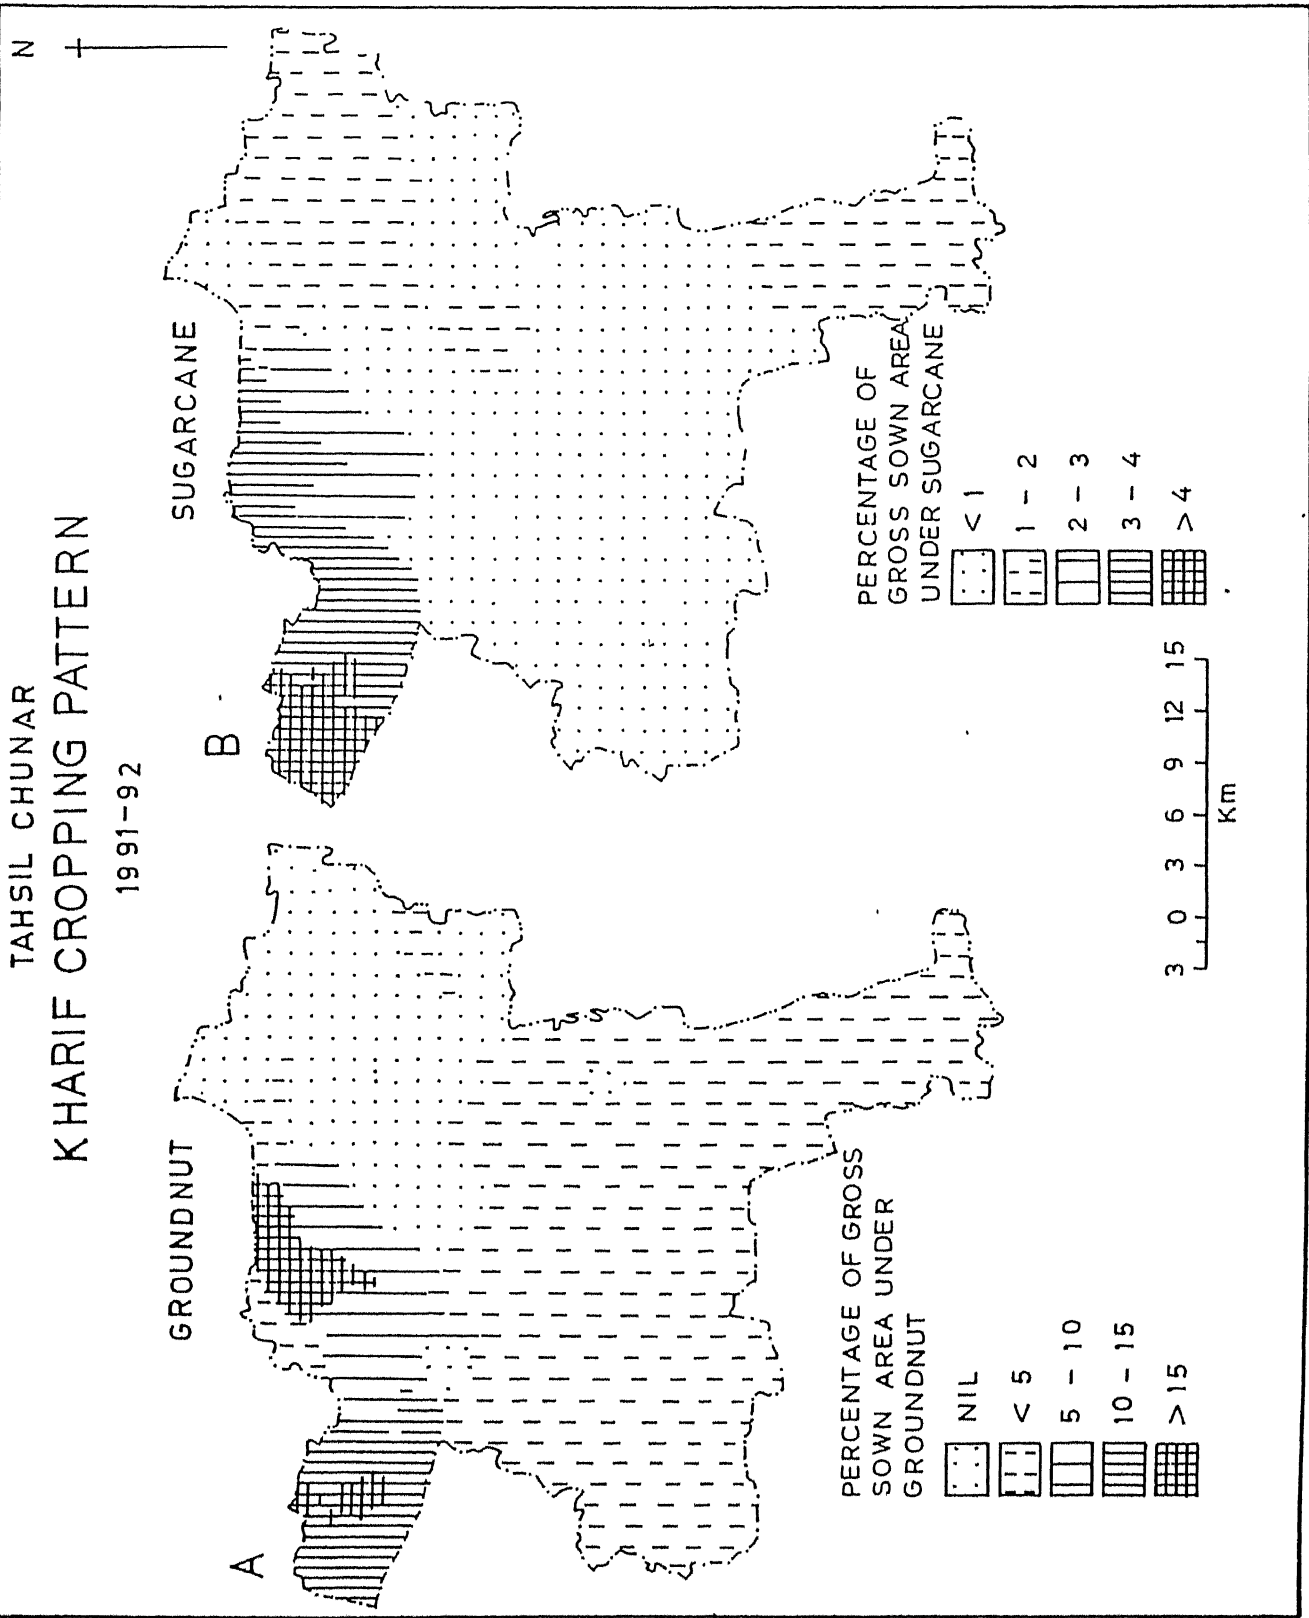 TAHSIL CHUNAR
KHARIF CROPPING PATTERN
1991-92
N
A
GROUNDNUT
B
SUGARCANE
PERCENTAGE OF GROSS
SOWN AREA UNDER
GROUNDNUT
NIL
< 5
5 - 10
10 - 15
>15
PERCENTAGE OF
GROSS SOWN AREA
UNDER SUGARCANE
<1
1 - 2
2 - 3
3 - 4
>4
3 0 3 6 9 12 15
Km